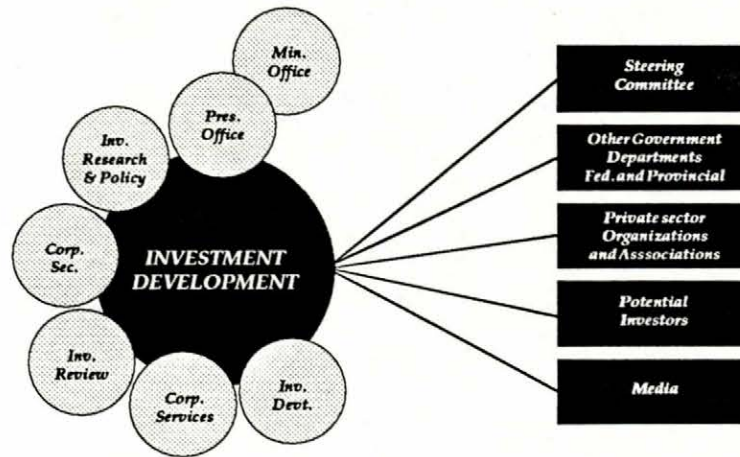 Min.
Office
Pres.
Office
Inv.
Research
& Policy
Corp.
Sec.
Inv.
Review
Corp.
Services
Inv.
Devt.
INVESTMENT
DEVELOPMENT
Steering
Committee
Other Government
Departments
Fed. and Provincial
Private sector
Organizations
and Asssociations
Potential
Investors
Media